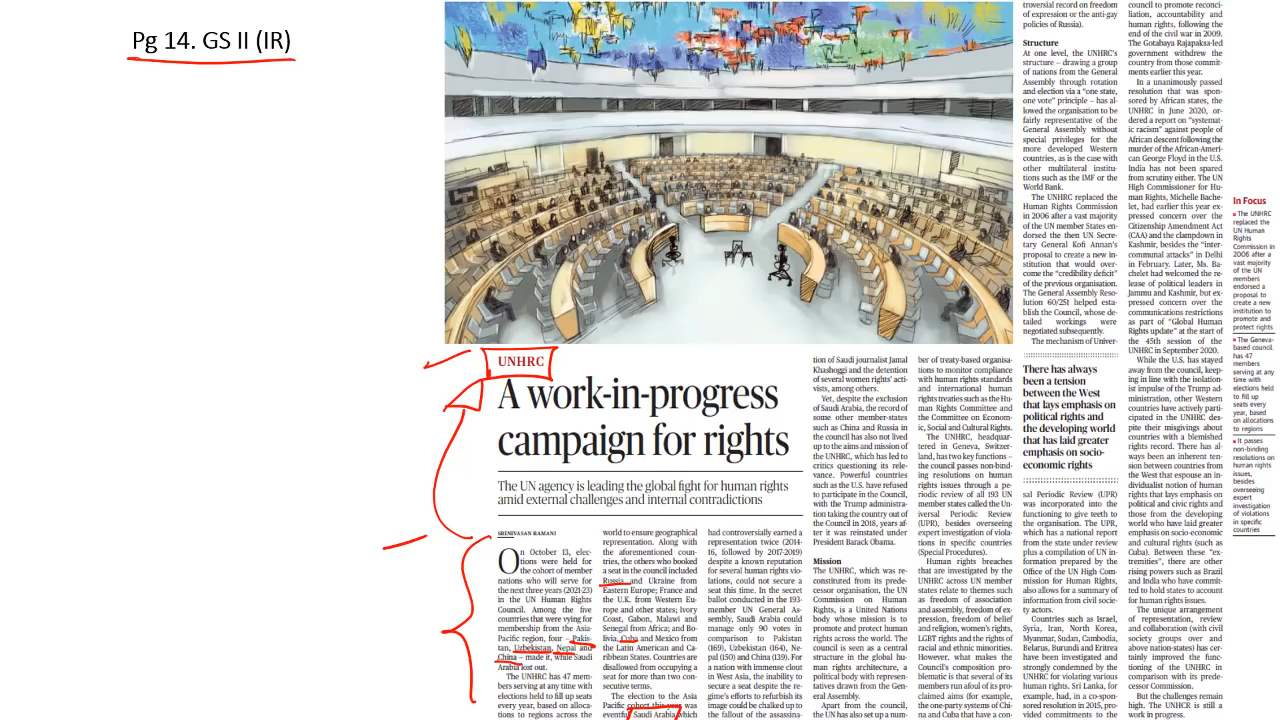 Pg 14. GS II (IR)
UNHRC
A work-in-progress
campaign for rights
The UN agency is leading the global fight for human rights
amid external challenges and internal contradictions
SRINIVASAN RAMANI
On October 13, elec-
tions were held for
the cohort of member
nations who will serve for
the next three years (2021-23)
in the UN Human Rights
Council. Among the five
countries that were vying for
membership from the Asia-
Pacific region, four – Pakis-
tan, Uzbekistan, Nepal and
China – made it, while Saudi
Arabia lost out.
The UNHRC has 47 mem-
bers serving at any time with
elections held to fill up seats
every year, based on alloca-
tions to regions across the
world to ensure geographical
representation. Along with
the aforementioned coun-
tries, the others who booked
a seat in the council included
Russia and Ukraine from
Eastern Europe; France and
the U.K. from Western Eu-
rope and other states; Ivory
Coast, Gabon, Malawi and
Senegal from Africa; and Bo-
livia, Cuba and Mexico from
the Latin American and Ca-
ribbean States. Countries are
disallowed from occupying a
seat for more than two con-
secutive terms.
The election to the Asia
Pacific cohort this year was
eventful. Saudi Arabia which
had controversially earned a
representation twice (2014-
16, followed by 2017-2019)
despite a known reputation
for several human rights vio-
lations, could not secure a
seat this time. In the secret
ballot conducted in the 193-
member UN General As-
sembly, Saudi Arabia could
manage only 90 votes in
comparison to Pakistan
(169), Uzbekistan (164), Ne-
pal (150) and China (139). For
a nation with immense clout
in West Asia, the inability to
secure a seat despite the re-
gime's efforts to refurbish its
image could be chalked up to
the fallout of the assassina-
tion of Saudi journalist Jamal
Khashoggi and the detention
of several women rights' acti-
vists, among others.
Yet, despite the exclusion
of Saudi Arabia, the record of
some other member-states
such as China and Russia in
the council has also not lived
up to the aims and mission of
the UNHRC, which has led to
critics questioning its rele-
vance. Powerful countries
such as the U.S. have refused
to participate in the Council,
with the Trump administra-
tion taking the country out of
the Council in 2018, years af-
ter it was reinstated under
President Barack Obama.
Mission
The UNHRC, which was re-
constituted from its prede-
cessor organisation, the UN
Commission on Human
Rights, is a United Nations
body whose mission is to
promote and protect human
rights across the world. The
council is seen as a central
structure in the global hu-
man rights architecture, a
political body with represen-
tatives drawn from the Gen-
eral Assembly.
Apart from the council,
the UN has also set up a num-
ber of treaty-based organisa-
tions to monitor compliance
with human rights standards
and international human
rights treaties such as the Hu-
man Rights Committee and
the Committee on Econom-
ic, Social and Cultural Rights.
The UNHRC, headquar-
tered in Geneva, Switzer-
land, has two key functions –
the council passes non-bind-
ing resolutions on human
rights issues through a pe-
riodic review of all 193 UN
member states called the Un-
iversal Periodic Review
(UPR), besides overseeing
expert investigation of viola-
tions in specific countries
(Special Procedures).
Human rights breaches
that are investigated by the
UNHRC across UN member
states relate to themes such
as freedom of association
and assembly, freedom of ex-
pression, freedom of belief
and religion, women's rights,
LGBT rights and the rights of
racial and ethnic minorities.
However, what makes the
Council's composition pro-
blematic is that several of its
members run afoul of its pro-
claimed aims (for example,
the one-party systems of Chi-
na and Cuba that have a con-
troversial record on freedom
of expression or the anti-gay
policies of Russia).
Structure
At one level, the UNHRC's
structure – drawing a group
of nations from the General
Assembly through rotation
and election via a "one state,
one vote" principle – has al-
lowed the organisation to be
fairly representative of the
General Assembly without
special privileges for the
more developed Western
countries, as is the case with
other multilateral institu-
tions such as the IMF or the
World Bank.
The UNHRC replaced the
Human Rights Commission
in 2006 after a vast majority
of the UN member States en-
dorsed the then UN Secre-
tary General Kofi Annan's
proposal to create a new in-
stitution that would over-
come the "credibility deficit"
of the previous organisation.
The General Assembly Reso-
lution 60/251 helped estab-
lish the Council, whose de-
tailed workings were
negotiated subsequently.
The mechanism of Univer-
There has always
been a tension
between the West
that lays emphasis on
political rights and
the developing world
that has laid greater
emphasis on socio-
economic rights
sal Periodic Review (UPR)
was incorporated into the
functioning to give teeth to
the organisation. The UPR,
which has a national report
from the state under review
plus a compilation of UN in-
formation prepared by the
Office of the UN High Com-
mission for Human Rights,
also allows for a summary of
information from civil socie-
ty actors.
Countries such as Israel,
Syria, Iran, North Korea,
Myanmar, Sudan, Cambodia,
Belarus, Burundi and Eritrea
have been investigated and
strongly condemned by the
UNHRC for violating various
human rights. Sri Lanka, for
example, had, in a co-spon-
sored resolution in 2015, pro-
vided commitments to the
council to promote reconci-
liation, accountability and
human rights, following the
end of the civil war in 2009.
The Gotabaya Rajapaksa-led
government withdrew the
country from those commit-
ments earlier this year.
In a unanimously passed
resolution that was spon-
sored by African states, the
UNHRC in June 2020, or-
dered a report on "systemat-
ic racism" against people of
African descent following the
murder of the African-Ameri-
can George Floyd in the U.S.
India has not been spared
from scrutiny either. The UN
High Commissioner for Hu-
man Rights, Michelle Bache-
let, had earlier this year ex-
pressed concern over the
Citizenship Amendment Act
(CAA) and the clampdown in
Kashmir, besides the "inter-
communal attacks" in Delhi
in February. Later, Ms. Ba-
chelet had welcomed the re-
lease of political leaders in
Jammu and Kashmir, but ex-
pressed concern over the
communications restrictions
as part of "Global Human
Rights update" at the start of
the 45th session of the
UNHRC in September 2020.
While the U.S. has stayed
away from the council, keep-
ing in line with the isolation-
ist impulse of the Trump ad-
ministration, other Western
countries have actively parti-
cipated in the UNHRC des-
pite their misgivings about
countries with a blemished
rights record. There has al-
ways been an inherent ten-
sion between countries from
the West that espouse an in-
dividualist notion of human
rights that lays emphasis on
political and civic rights and
those from the developing
world who have laid greater
emphasis on socio-economic
and cultural rights (such as
Cuba). Between these "ex-
tremities", there are other
rising powers such as Brazil
and India who have commit-
ted to hold states to account
for human rights issues.
The unique arrangement
of representation, review
and collaboration (with civil
society groups over and
above nation-states) has cer-
tainly improved the func-
tioning of the UNHRC in
comparison with its prede-
cessor Commission.
But the challenges remain
high. The UNHCR is still a
work in progress.
In Focus
The UNHRC
replaced the
UN Human
Rights
Commission in
2006 after a
vast majority
of the UN
members
endorsed a
proposal to
create a new
institution to
promote and
protect rights
The Geneva-
based council
has 47
members
serving at any
time with
elections held
to fill up
seats every
year, based
on allocations
to regions
It passes
non-binding
resolutions on
human rights
issues,
besides
overseeing
expert
investigation
of violations
in specific
countries